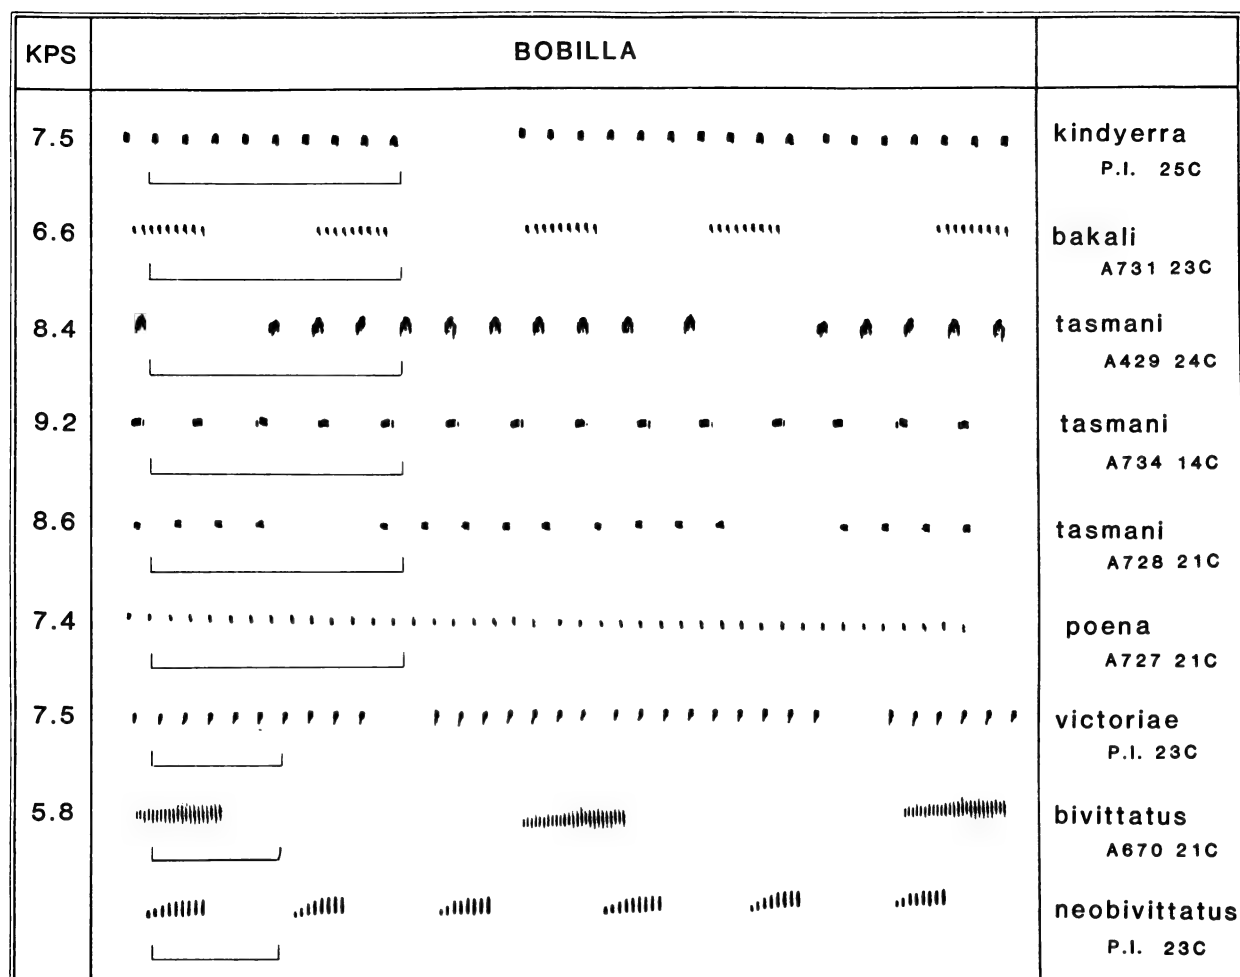 KPS BOBILLA
7.5 kindyerra
P.I. 25C
6.6 bakali
A731 23C
8.4 tasmani
A429 24C
9.2 tasmani
A734 14C
8.6 tasmani
A728 21C
7.4 poena
A727 21C
7.5 victoriae
P.I. 23C
5.8 bivittatus
A670 21C
neobivittatus
P.I. 23C